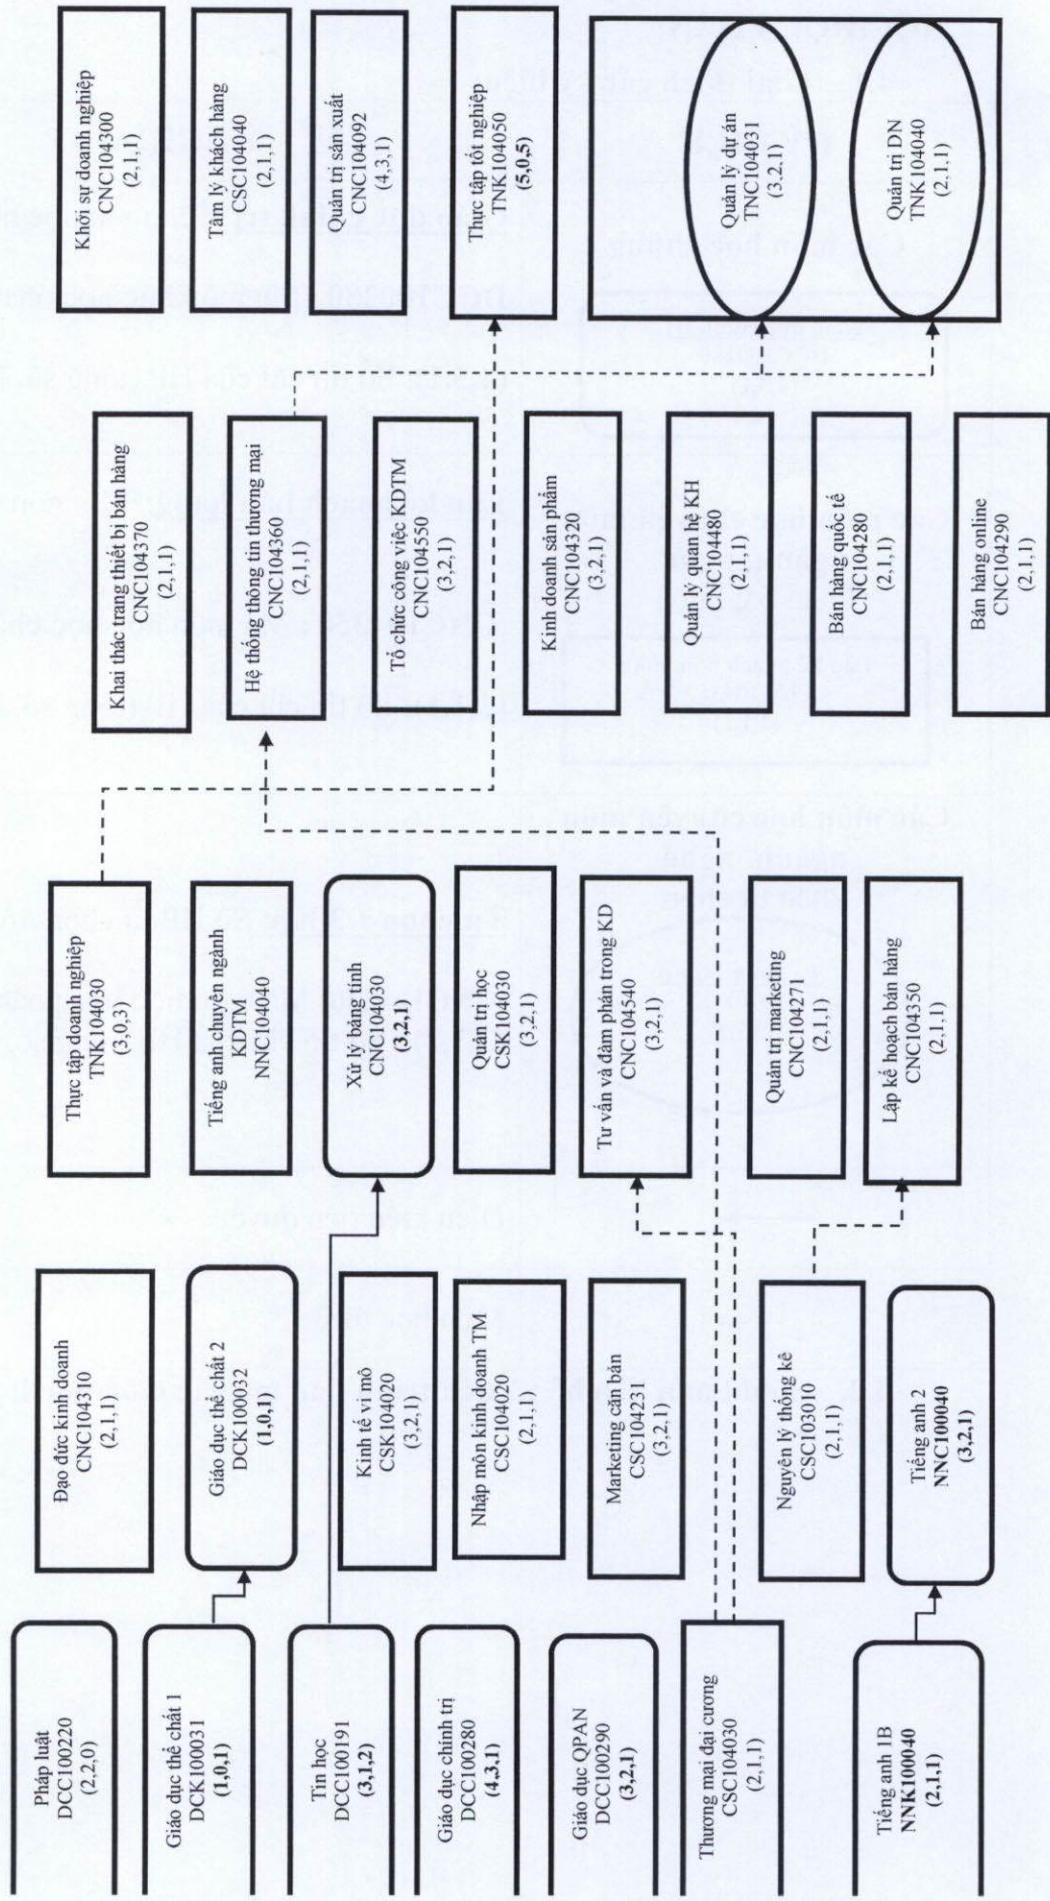 Pháp luật
DCC100220
(2,2,0)
Giáo dục thể chất 1
DCK100031
(1,0,1)
Tin học
DCC100191
(3,1,2)
Giáo dục chính trị
DCC100280
(4,3,1)
Giáo dục QPAN
DCC100290
(3,2,1)
Thương mại đại cương
CSC104030
(2,1,1)
Tiếng anh 1B
NNK100040
(2,1,1)
Đạo đức kinh doanh
CNC104310
(2,1,1)
Giáo dục thể chất 2
DCK100032
(1,0,1)
Kinh tế vi mô
CSK104020
(3,2,1)
Nhập môn kinh doanh TM
CSC104020
(2,1,1)
Marketing căn bản
CSC104231
(3,2,1)
Nguyên lý thống kê
CSC103010
(2,1,1)
Tiếng anh 2
NNC100040
(3,2,1)
Thực tập doanh nghiệp
TNK104030
(3,0,3)
Tiếng anh chuyên ngành
KDTM
NNC104040
Xử lý bảng tính
CNC104030
(3,2,1)
Quản trị học
CSK104030
(3,2,1)
Tư vấn và đàm phán trong KD
CNC104540
(3,2,1)
Quản trị marketing
CNC104271
(2,1,1)
Lập kế hoạch bán hàng
CNC104350
(2,1,1)
Khai thác trang thiết bị bán hàng
CNC104370
(2,1,1)
Hệ thống thông tin thương mại
CNC104360
(2,1,1)
Tổ chức công việc KDTM
CNC104550
(3,2,1)
Kinh doanh sản phẩm
CNC104320
(3,2,1)
Quản lý quan hệ KH
CNC104480
(2,1,1)
Bán hàng quốc tế
CNC104280
(2,1,1)
Bán hàng online
CNC104290
(2,1,1)
Khởi sự doanh nghiệp
CNC104300
(2,1,1)
Tâm lý khách hàng
CSC104040
(2,1,1)
Quản trị sản xuất
CNC104092
(4,3,1)
Thực tập tốt nghiệp
TNK104050
(5,0,5)
Quản lý dự án
TNC104031
(3,2,1)
Quản trị DN
TNK104040
(2,1,1)